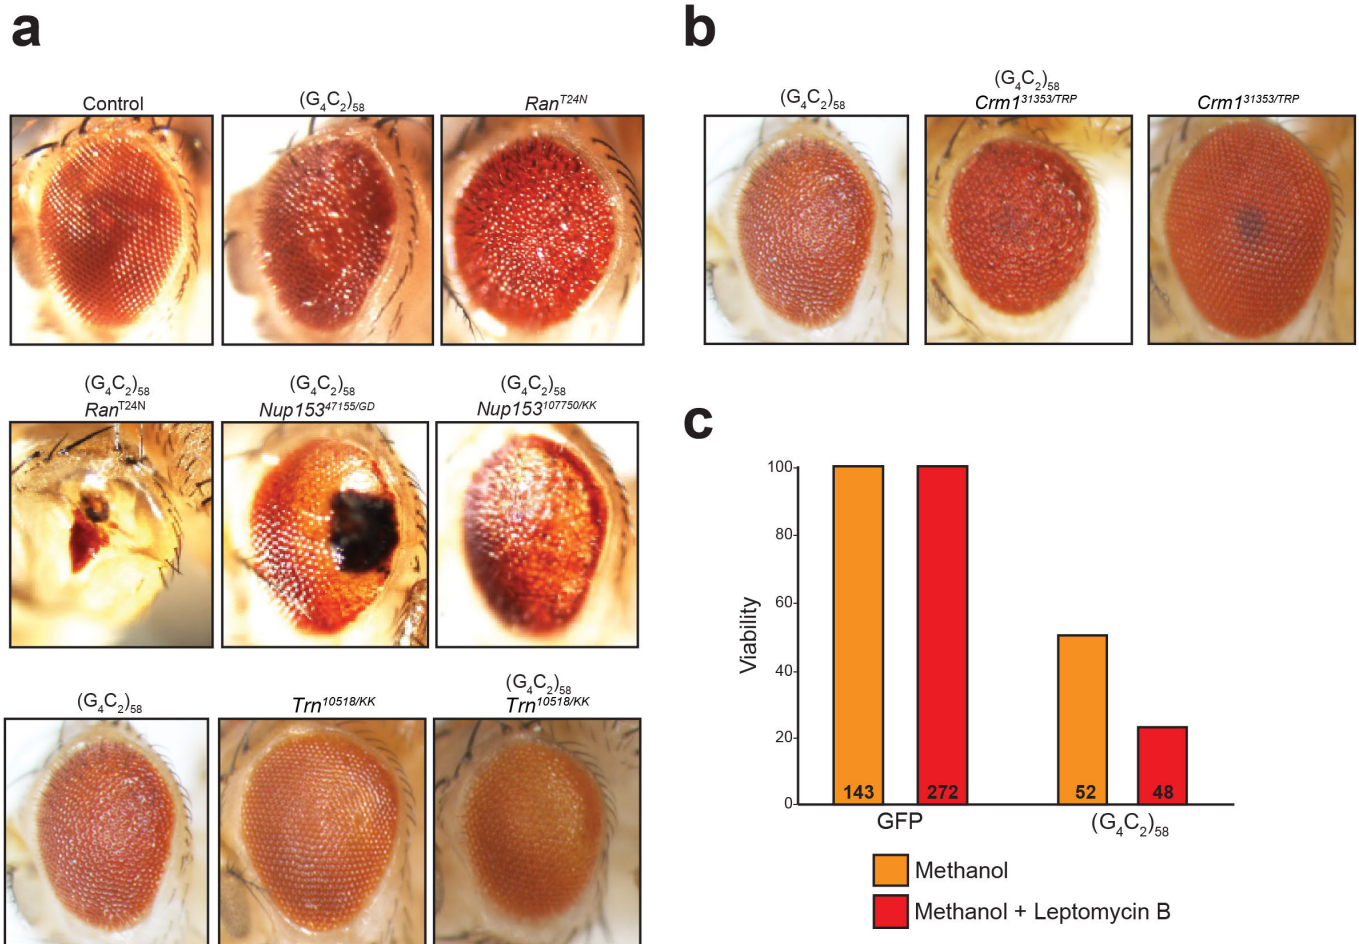 a
Control
(G4C2)58
RanT24N
(G4C2)58
RanT24N
(G4C2)58
Nup15347155/GD
(G4C2)58
Nup153107750/KK
(G4C2)58
Trn10518/KK
(G4C2)58
Trn10518/KK
b
(G4C2)58
(G4C2)58
Crm131353/TRP
Crm131353/TRP
c
Viability
100
80
60
40
20
0
143
272
52
48
GFP
(G4C2)58
Methanol
Methanol + Leptomycin B